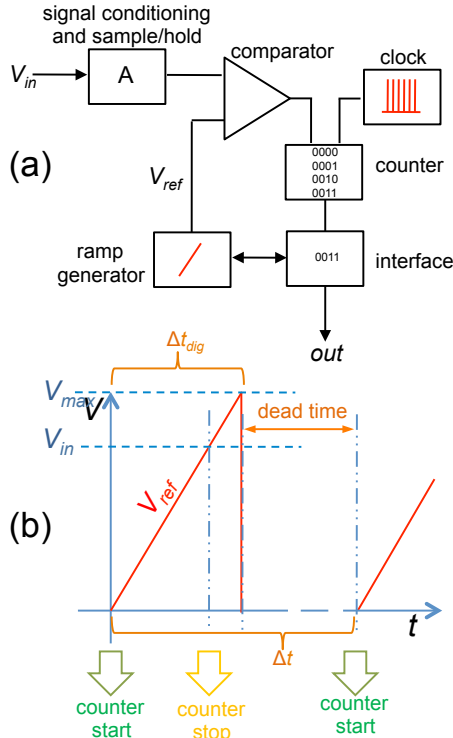 signal conditioning
and sample/hold
comparator
clock
V_in
A
0000
0001
0010
0011
counter
(a)
V_ref
ramp
generator
0011
interface
out
Δt_dig
V_max
V
dead time
V_in
V_ref
(b)
t
Δt
counter
start
counter
stop
counter
start